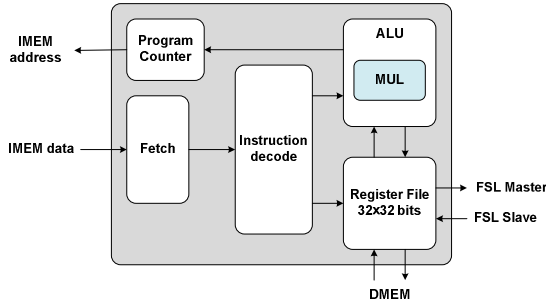 IMEM
address
Program
Counter
ALU
MUL
IMEM data
Fetch
Instruction
decode
Register File
32x32 bits
FSL Master
FSL Slave
DMEM